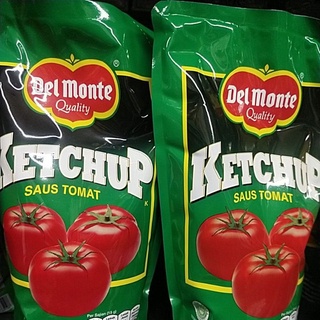 Del Monte
Quality
KETCHUP
SAUS TOMAT
Del Monte
Quality
KETCHUP
SAUS TOMAT